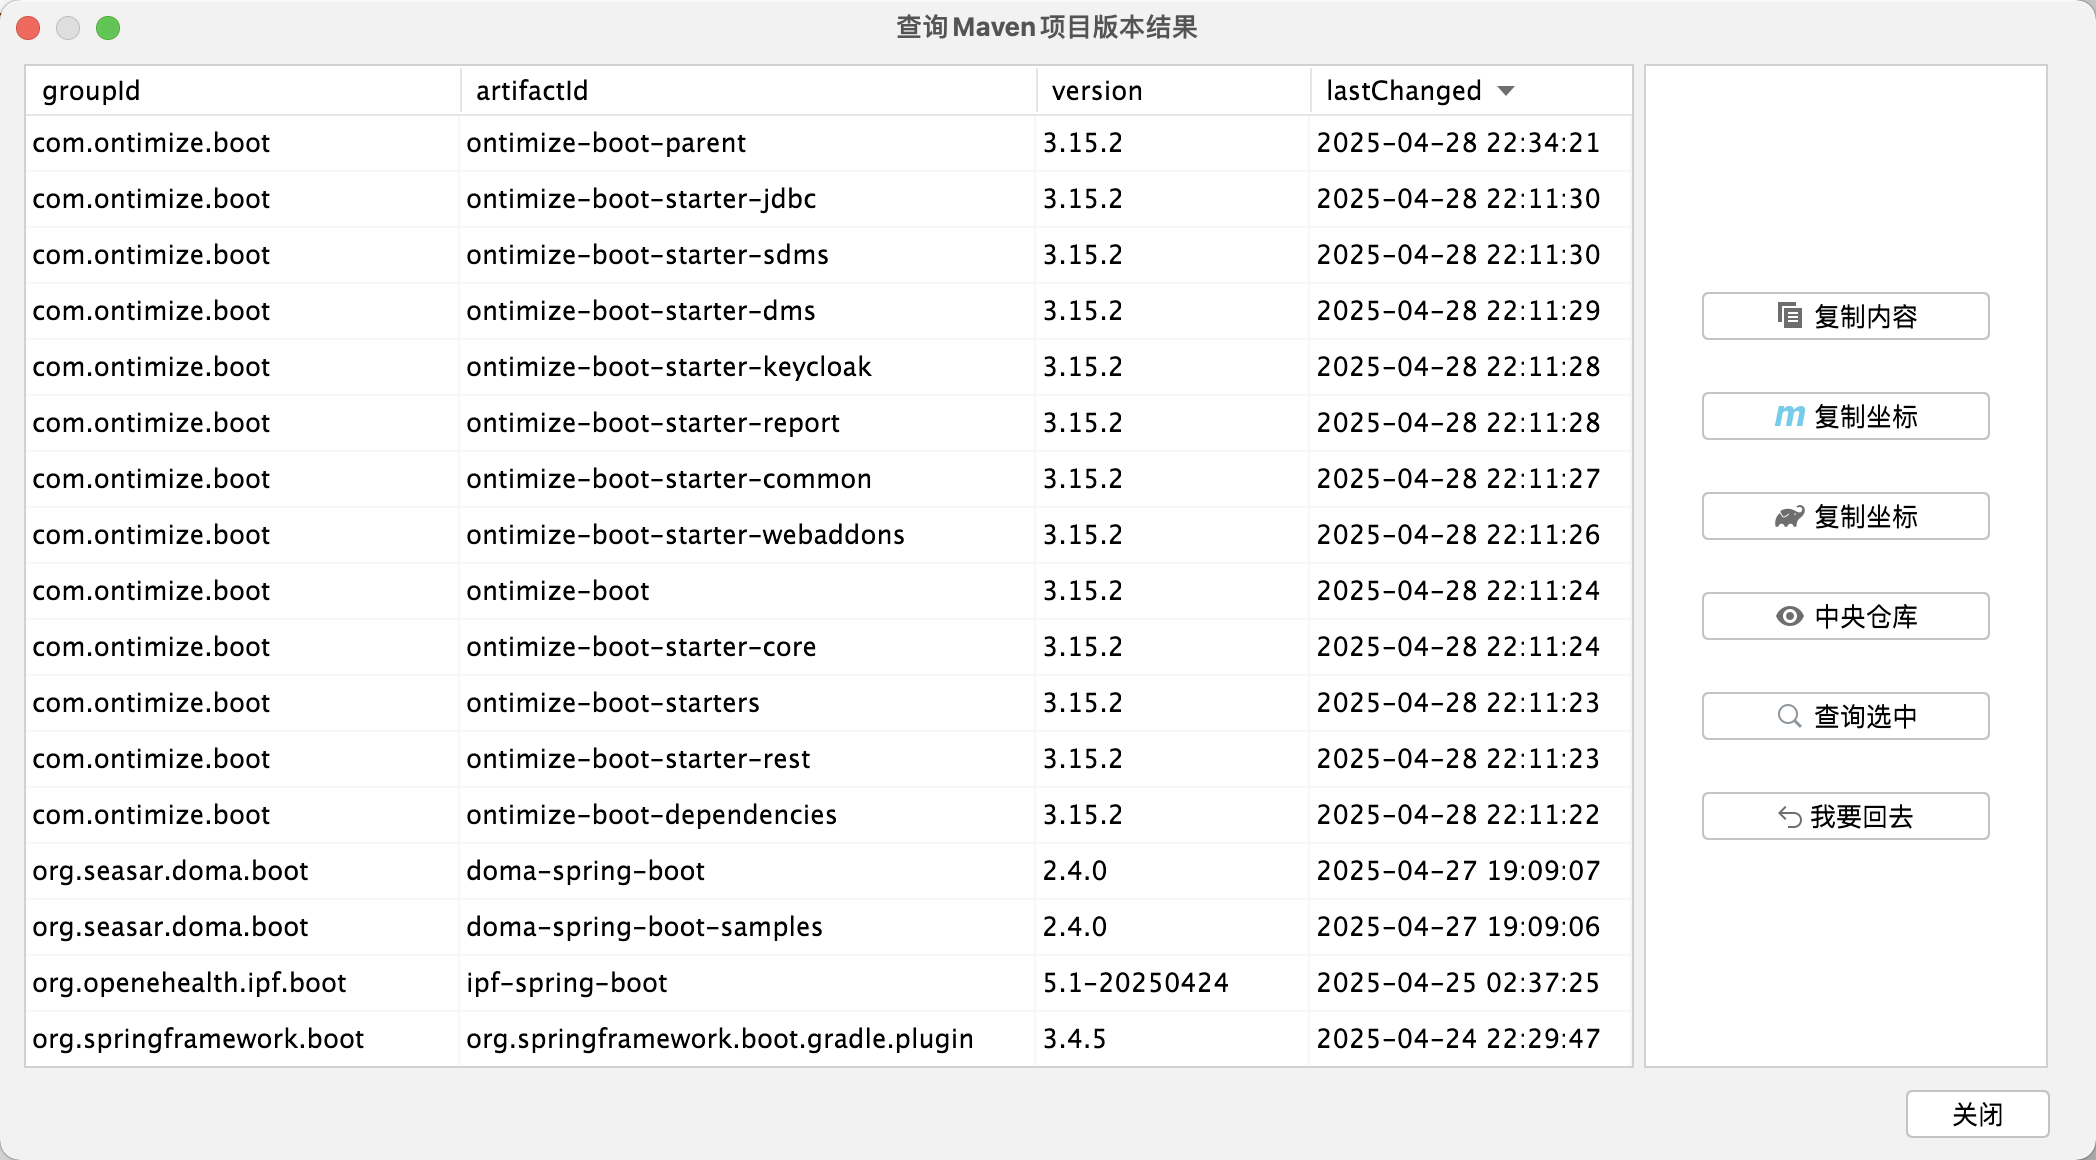 查询Maven项目版本结果
groupId artifactId version lastChanged
com.ontimize.boot ontimize-boot-parent 3.15.2 2025-04-28 22:34:21
com.ontimize.boot ontimize-boot-starter-jdbc 3.15.2 2025-04-28 22:11:30
com.ontimize.boot ontimize-boot-starter-sdms 3.15.2 2025-04-28 22:11:30
com.ontimize.boot ontimize-boot-starter-dms 3.15.2 2025-04-28 22:11:29
com.ontimize.boot ontimize-boot-starter-keycloak 3.15.2 2025-04-28 22:11:28
com.ontimize.boot ontimize-boot-starter-report 3.15.2 2025-04-28 22:11:28
com.ontimize.boot ontimize-boot-starter-common 3.15.2 2025-04-28 22:11:27
com.ontimize.boot ontimize-boot-starter-webaddons 3.15.2 2025-04-28 22:11:26
com.ontimize.boot ontimize-boot 3.15.2 2025-04-28 22:11:24
com.ontimize.boot ontimize-boot-starter-core 3.15.2 2025-04-28 22:11:24
com.ontimize.boot ontimize-boot-starters 3.15.2 2025-04-28 22:11:23
com.ontimize.boot ontimize-boot-starter-rest 3.15.2 2025-04-28 22:11:23
com.ontimize.boot ontimize-boot-dependencies 3.15.2 2025-04-28 22:11:22
org.seasar.doma.boot doma-spring-boot 2.4.0 2025-04-27 19:09:07
org.seasar.doma.boot doma-spring-boot-samples 2.4.0 2025-04-27 19:09:06
org.openehealth.ipf.boot ipf-spring-boot 5.1-20250424 2025-04-25 02:37:25
org.springframework.boot org.springframework.boot.gradle.plugin 3.4.5 2025-04-24 22:29:47
复制内容
m 复制坐标
复制坐标
中央仓库
查询选中
我要回去
关闭